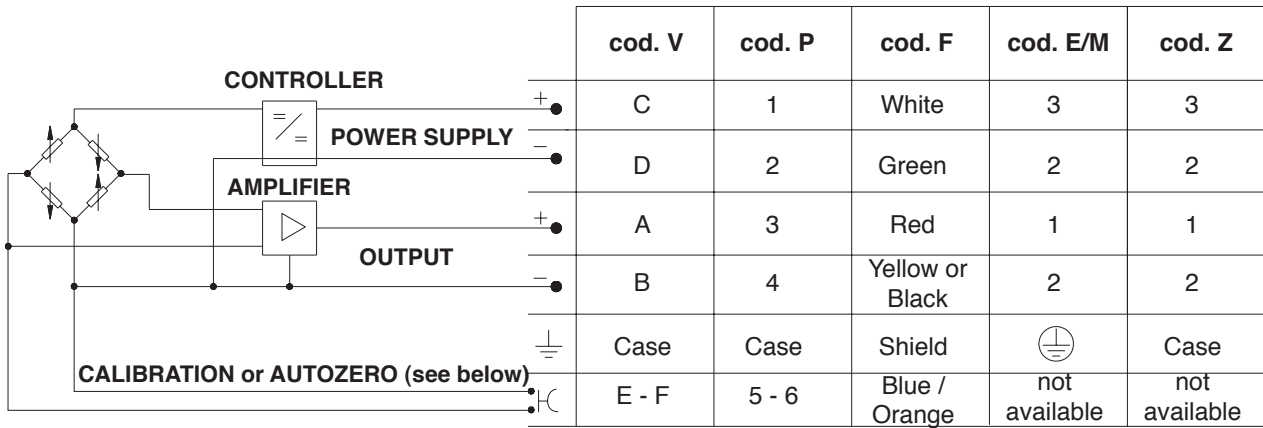 cod. V cod. P cod. F cod. E/M cod. Z
CONTROLLER
+ C 1 White 3 3
= / =
POWER SUPPLY
− D 2 Green 2 2
AMPLIFIER
+ A 3 Red 1 1
OUTPUT
− B 4 Yellow or Black 2 2
Case Case Shield Case
CALIBRATION or AUTOZERO (see below)
E - F 5 - 6 Blue / Orange not available not available